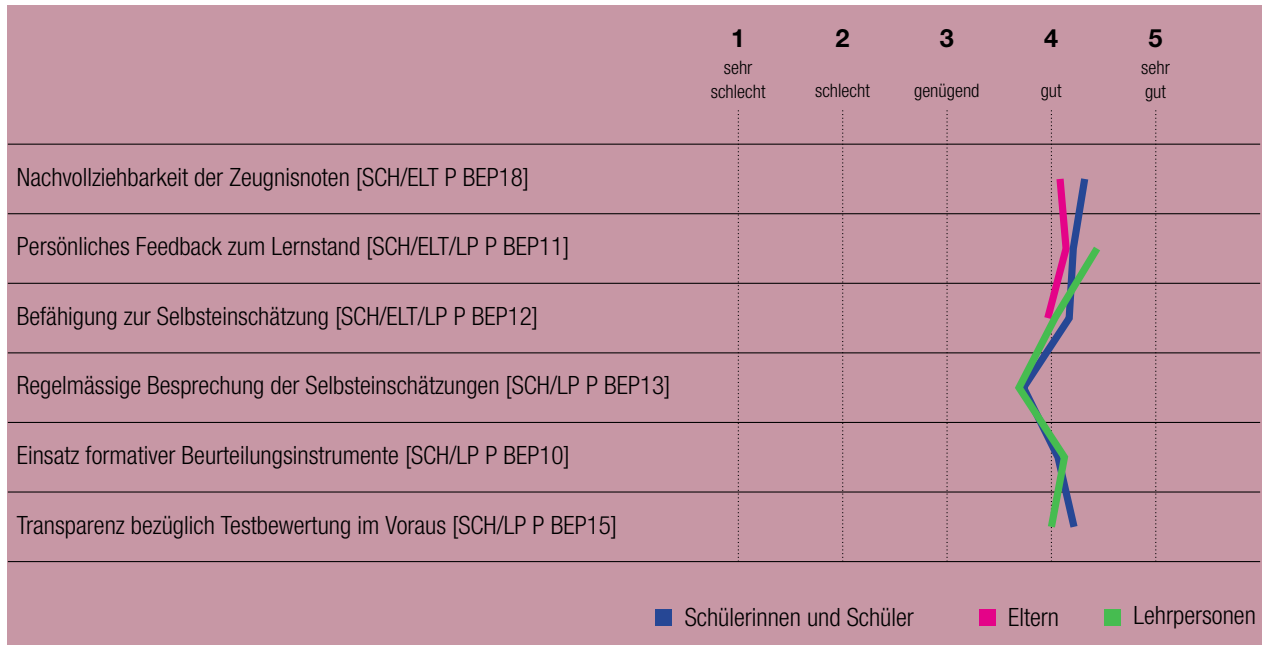 1 2 3 4 5
sehr schlecht schlecht genügend gut sehr gut
Nachvollziehbarkeit der Zeugnisnoten [SCH/ELT P BEP18]
Persönliches Feedback zum Lernstand [SCH/ELT/LP P BEP11]
Befähigung zur Selbsteinschätzung [SCH/ELT/LP P BEP12]
Regelmässige Besprechung der Selbsteinschätzungen [SCH/LP P BEP13]
Einsatz formativer Beurteilungsinstrumente [SCH/LP P BEP10]
Transparenz bezüglich Testbewertung im Voraus [SCH/LP P BEP15]
Schülerinnen und Schüler Eltern Lehrpersonen